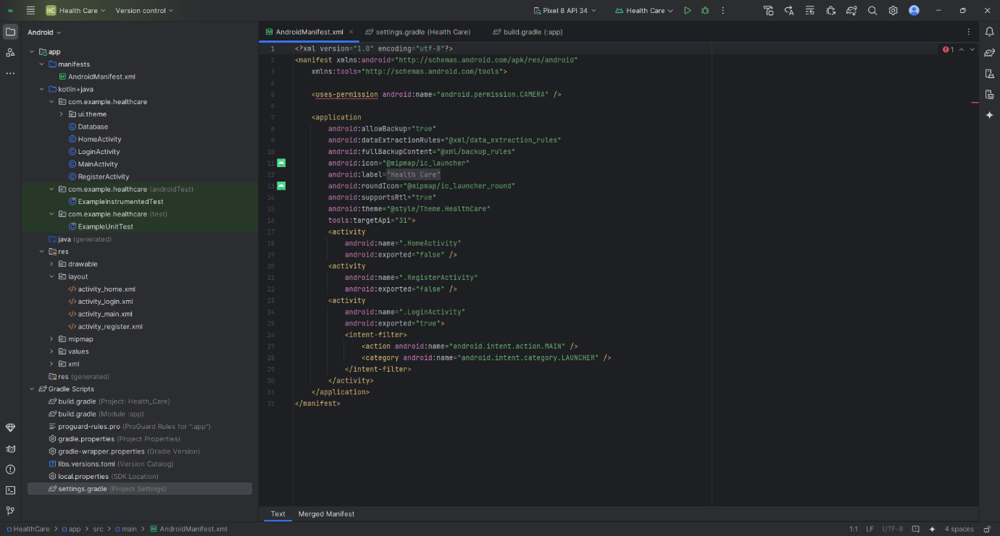 HC Health Care Version control Pixel 8 API 34 Health Care
Android
AndroidManifest.xml settings.gradle (Health Care) build.gradle (:app)
app
manifests
AndroidManifest.xml
kotlin+java
com.example.healthcare
ui.theme
Database
HomeActivity
LoginActivity
MainActivity
RegisterActivity
com.example.healthcare (androidTest)
ExampleInstrumentedTest
com.example.healthcare (test)
ExampleUnitTest
java (generated)
res
drawable
layout
activity_home.xml
activity_login.xml
activity_main.xml
activity_register.xml
mipmap
values
xml
res (generated)
Gradle Scripts
build.gradle (Project: Health_Care)
build.gradle (Module :app)
proguard-rules.pro (ProGuard Rules for ":app")
gradle.properties (Project Properties)
gradle-wrapper.properties (Gradle Version)
libs.versions.toml (Version Catalog)
local.properties (SDK Location)
settings.gradle (Project Settings)
1 <?xml version="1.0" encoding="utf-8"?> 1
2 <manifest xmlns:android="http://schemas.android.com/apk/res/android"
3 xmlns:tools="http://schemas.android.com/tools">
4
5 <uses-permission android:name="android.permission.CAMERA" />
6
7 <application
8 android:allowBackup="true"
9 android:dataExtractionRules="@xml/data_extraction_rules"
10 android:fullBackupContent="@xml/backup_rules"
11 android:icon="@mipmap/ic_launcher"
12 android:label="Health Care"
13 android:roundIcon="@mipmap/ic_launcher_round"
14 android:supportsRtl="true"
15 android:theme="@style/Theme.HealthCare"
16 tools:targetApi="31">
17 <activity
18 android:name=".HomeActivity"
19 android:exported="false" />
20 <activity
21 android:name=".RegisterActivity"
22 android:exported="false" />
23 <activity
24 android:name=".LoginActivity"
25 android:exported="true">
26 <intent-filter>
27 <action android:name="android.intent.action.MAIN" />
28 <category android:name="android.intent.category.LAUNCHER" />
29 </intent-filter>
30 </activity>
31 </application>
32 </manifest>
Text Merged Manifest
HealthCare > app > src > main > AndroidManifest.xml 1:1 LF UTF-8 4 spaces